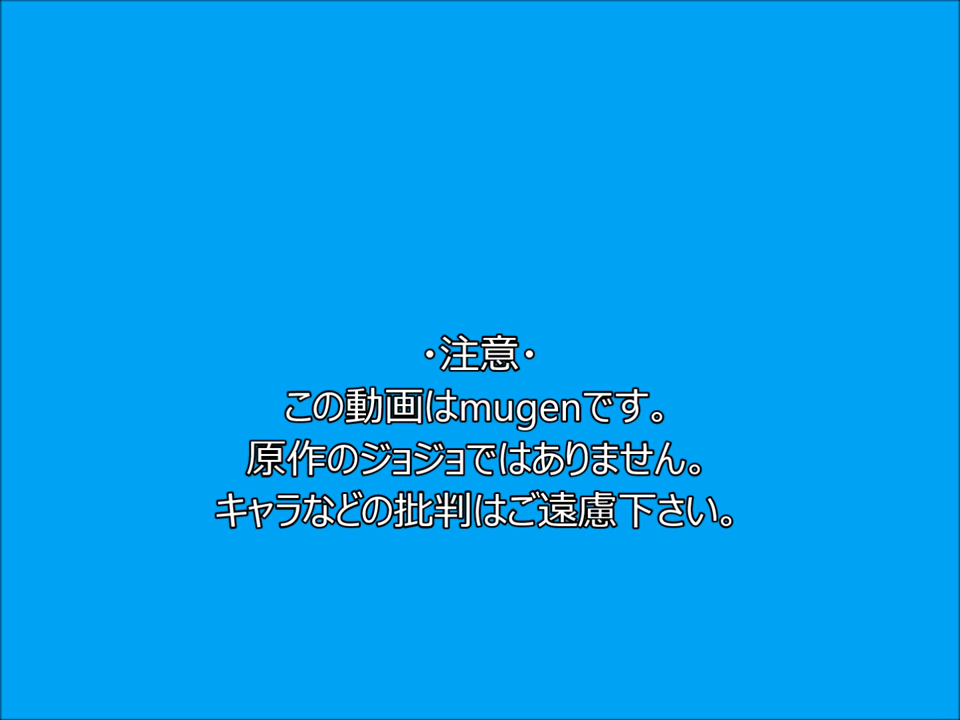 ・注意・
この動画はmugenです。
原作のジョジョではありません。
キャラなどの批判はご遠慮下さい。